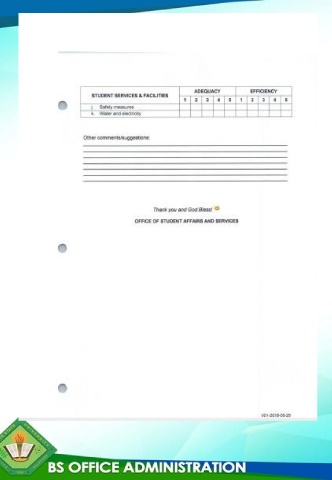 STUDENT SERVICES & FACILITIES ADEQUACY EFFICIENCY
1 2 3 4 5 1 2 3 4 5
j. Safety measures
k. Water and electricity
Other comments/suggestions:
Thank you and God Bless!
OFFICE OF STUDENT AFFAIRS AND SERVICES
V01-2018-05-25
BS OFFICE ADMINISTRATION